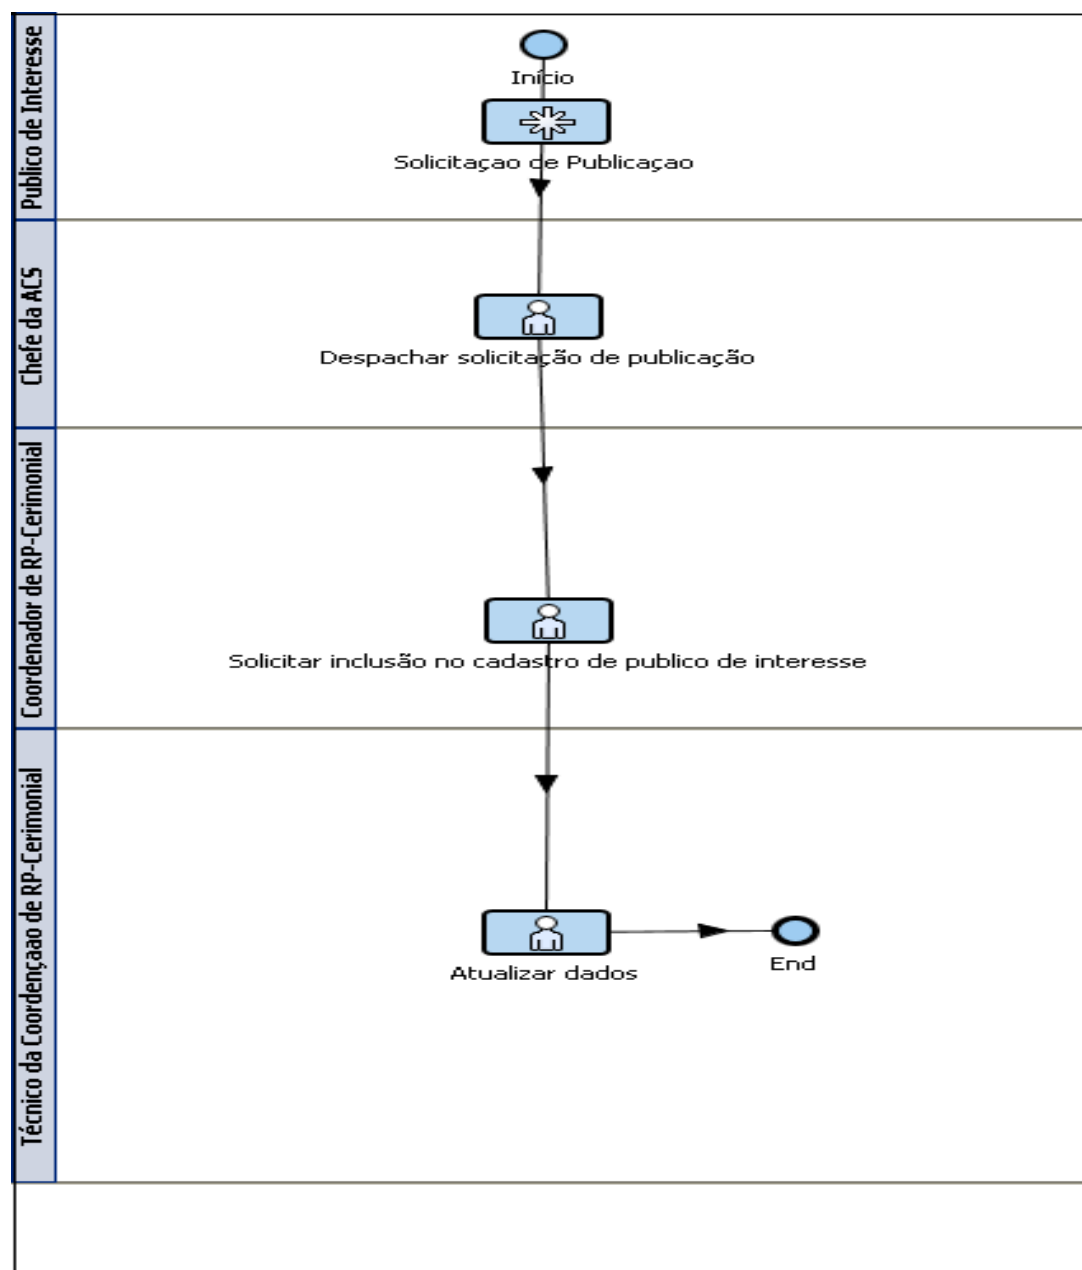 Publico de Interesse
Início
Solicitaçao de Publicaçao
Chefe da ACS
Despachar solicitação de publicação
Coordenador de RP-Cerimonial
Solicitar inclusão no cadastro de publico de interesse
Técnico da Coordençaao de RP-Cerimonial
Atualizar dados
End